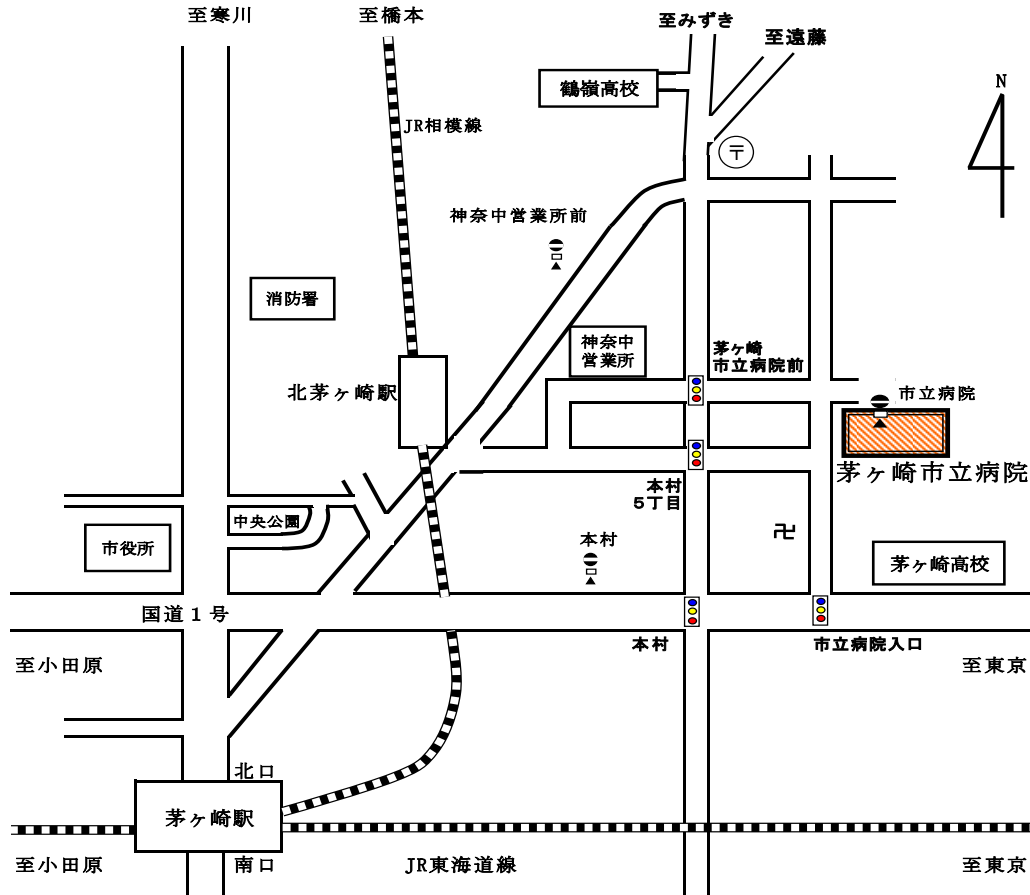 至寒川
至橋本
至みずき
至遠藤
鶴嶺高校
N
JR相模線
〒
神奈中営業所前
消防署
神奈中
営業所
茅ヶ崎
市立病院前
北茅ヶ崎駅
市立病院
茅ヶ崎市立病院
本村
5丁目
中央公園
市役所
本村
卍
茅ヶ崎高校
国道1号
本村
市立病院入口
至小田原
至東京
北口
茅ヶ崎駅
至小田原
南口
JR東海道線
至東京